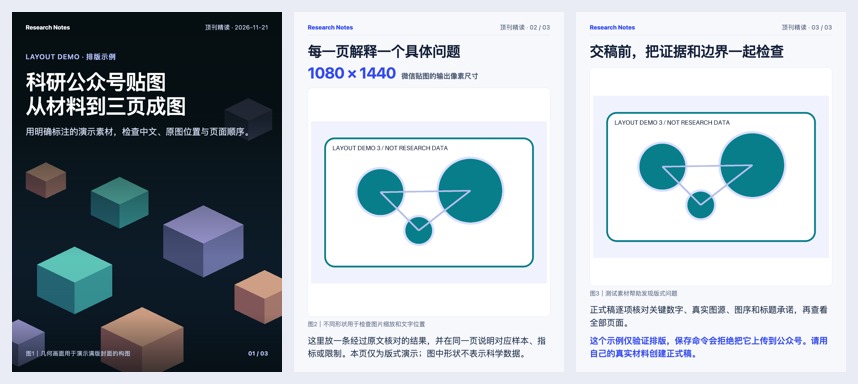 Research Notes
顶刊精读 · 2026-11-21
LAYOUT DEMO · 排版示例
科研公众号贴图
从材料到三页成图
用明确标注的演示素材，检查中文、原图位置与页面顺序。
图1｜几何画面用于演示满版封面的构图
01 / 03
Research Notes
顶刊精读 · 02 / 03
每一页解释一个具体问题
1080 × 1440 微信贴图的输出像素尺寸
LAYOUT DEMO 3 / NOT RESEARCH DATA
图2｜不同形状用于检查图片缩放和文字位置
这里放一条经过原文核对的结果，并在同一页说明对应样本、指
标或限制。本页仅为版式演示；图中形状不表示科学数据。
Research Notes
顶刊精读 · 03 / 03
交稿前，把证据和边界一起检查
LAYOUT DEMO 3 / NOT RESEARCH DATA
图3｜测试素材帮助发现版式问题
正式稿逐项核对关键数字、真实图源、图序和标题承诺，再查看
全部页面。
这个示例仅验证排版，保存命令会拒绝把它上传到公众号。请用
自己的真实材料创建正式稿。